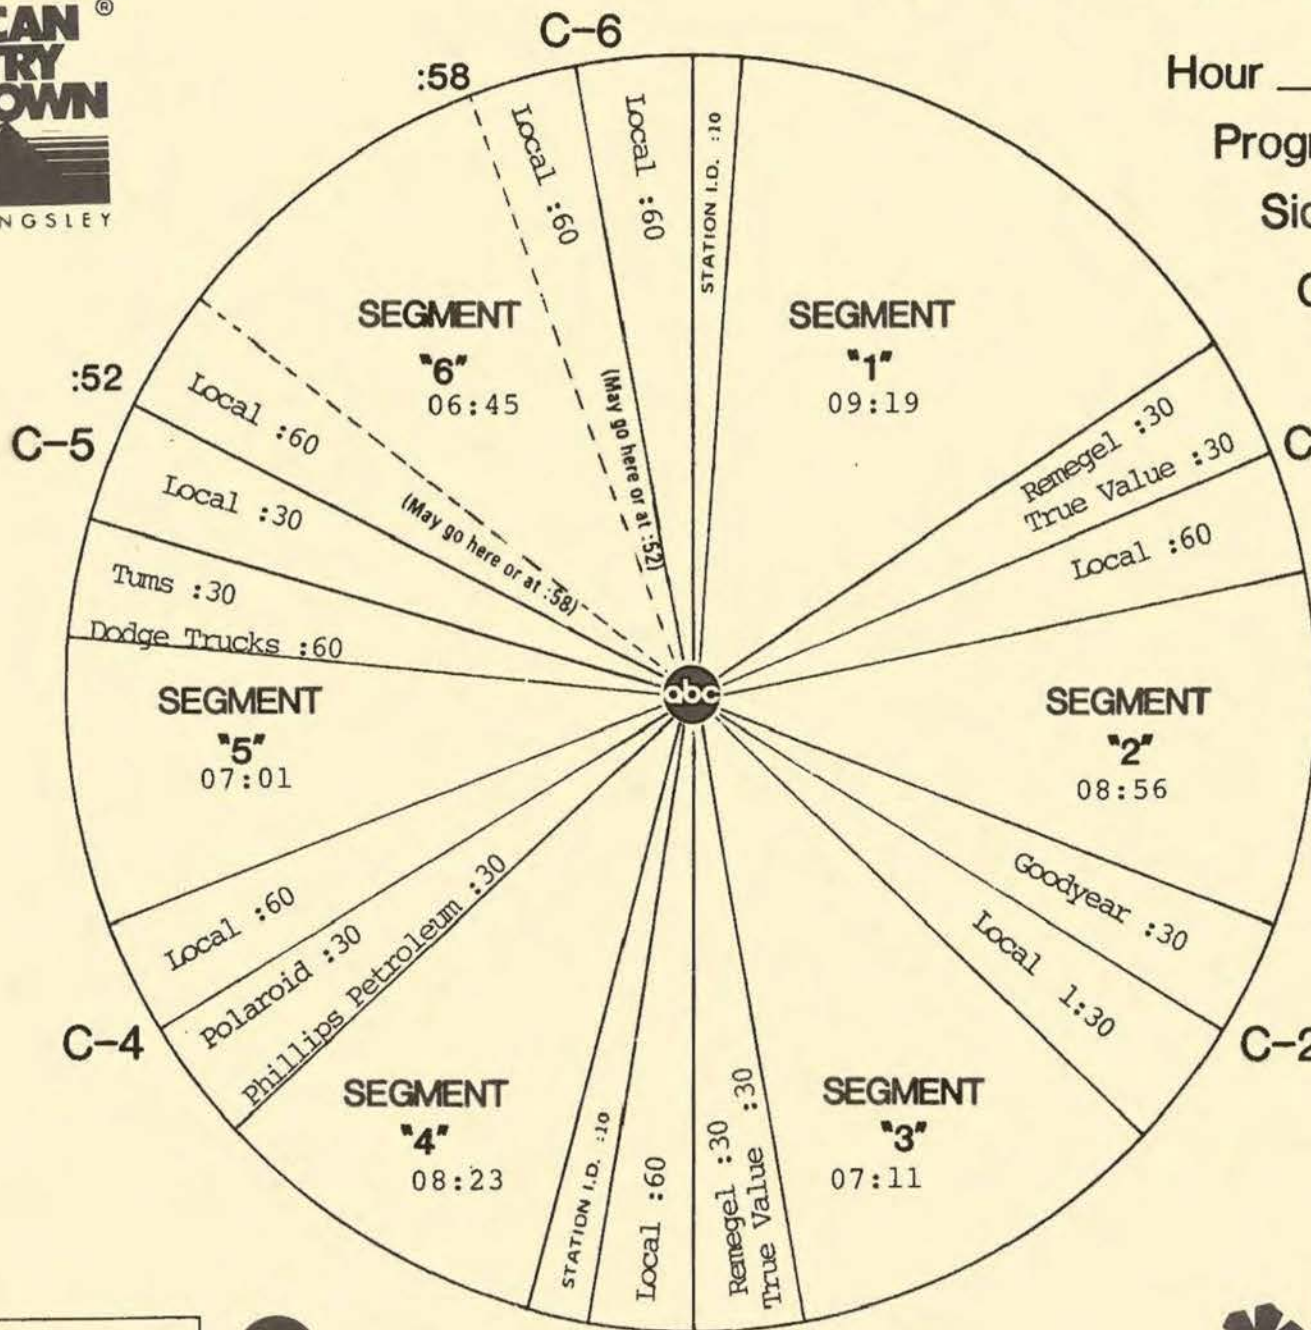 C-6
:58
Hour
STATION I.D. :10
SEGMENT
"1"
09:19
Remegel :30
True Value :30
Local :60
SEGMENT
"2"
08:56
Goodyear :30
Local 1:30
C-2
SEGMENT
"3"
07:11
Remegel :30
True Value :30
Local :60
STATION I.D. :10
SEGMENT
"4"
08:23
Phillips Petroleum :30
Polaroid :30
Local :60
C-4
SEGMENT
"5"
07:01
Dodge Trucks :60
Tums :30
Local :30
C-5
:52
Local :60
(May go here or at :58)
SEGMENT
"6"
06:45
Local :60
(May go here or at :52)
Local :60
abc